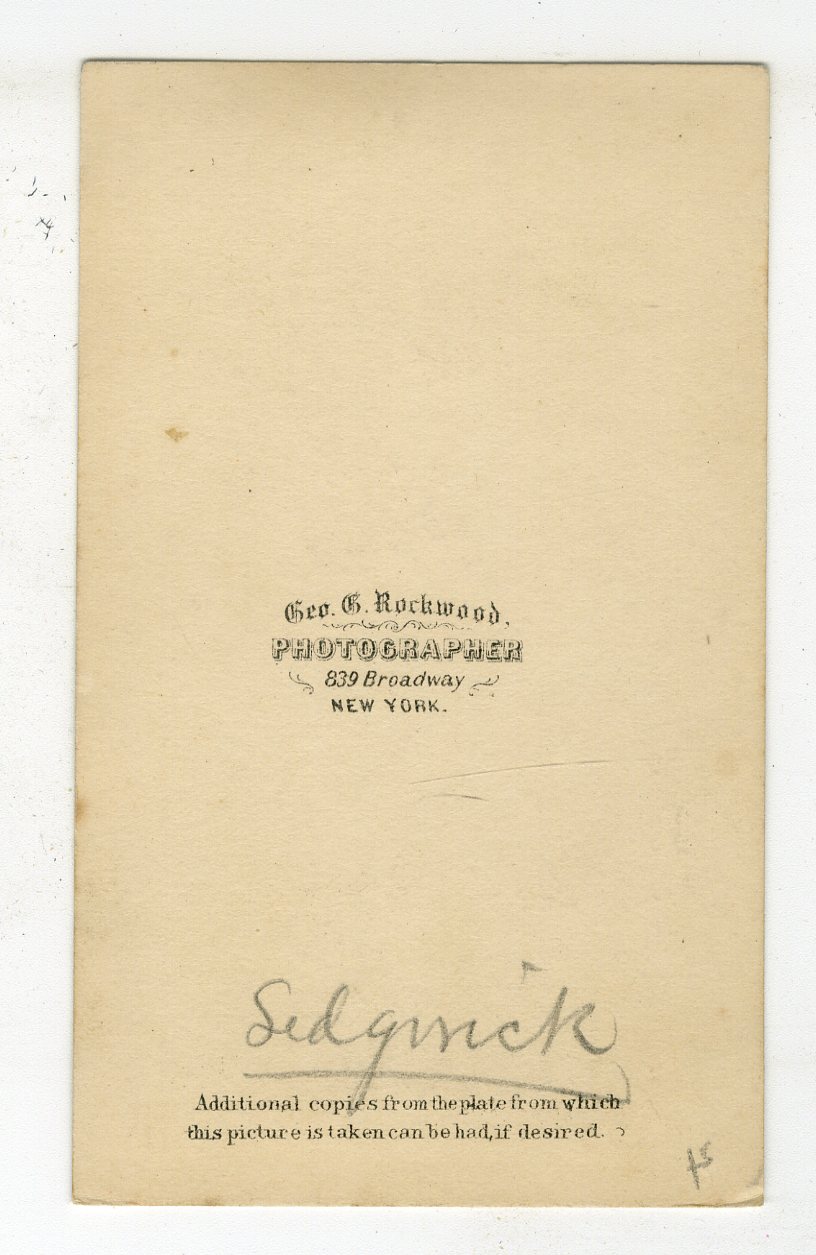 Geo. G. Rockwood,
PHOTOGRAPHER
839 Broadway
NEW YORK.
Sedgwick
Additional copies from the plate from which
this picture is taken can be had, if desired.